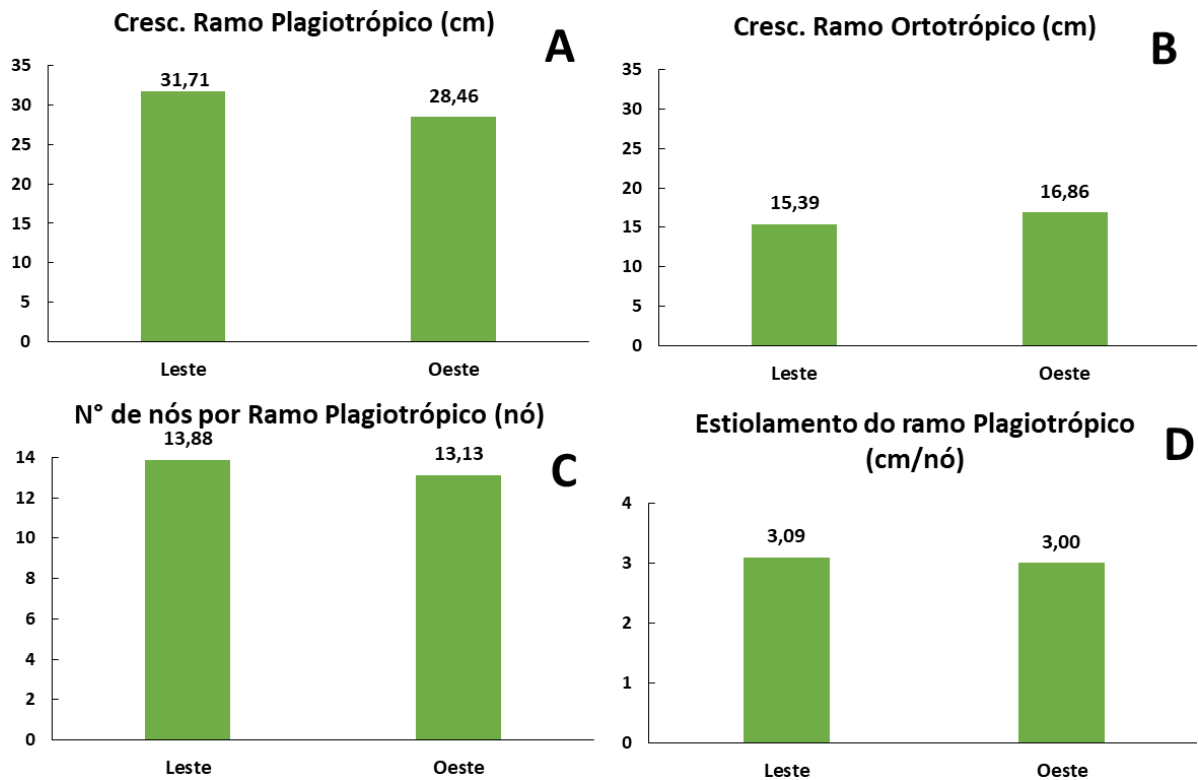 Cresc. Ramo Plagiotrópico (cm)
A
35
30
25
20
15
10
5
0
31,71
28,46
Leste
Oeste
Cresc. Ramo Ortotrópico (cm)
B
35
30
25
20
15
10
5
0
15,39
16,86
Leste
Oeste
N° de nós por Ramo Plagiotrópico (nó)
C
14
12
10
8
6
4
2
0
13,88
13,13
Leste
Oeste
Estiolamento do ramo Plagiotrópico
(cm/nó)
D
4
3
2
1
0
3,09
3,00
Leste
Oeste